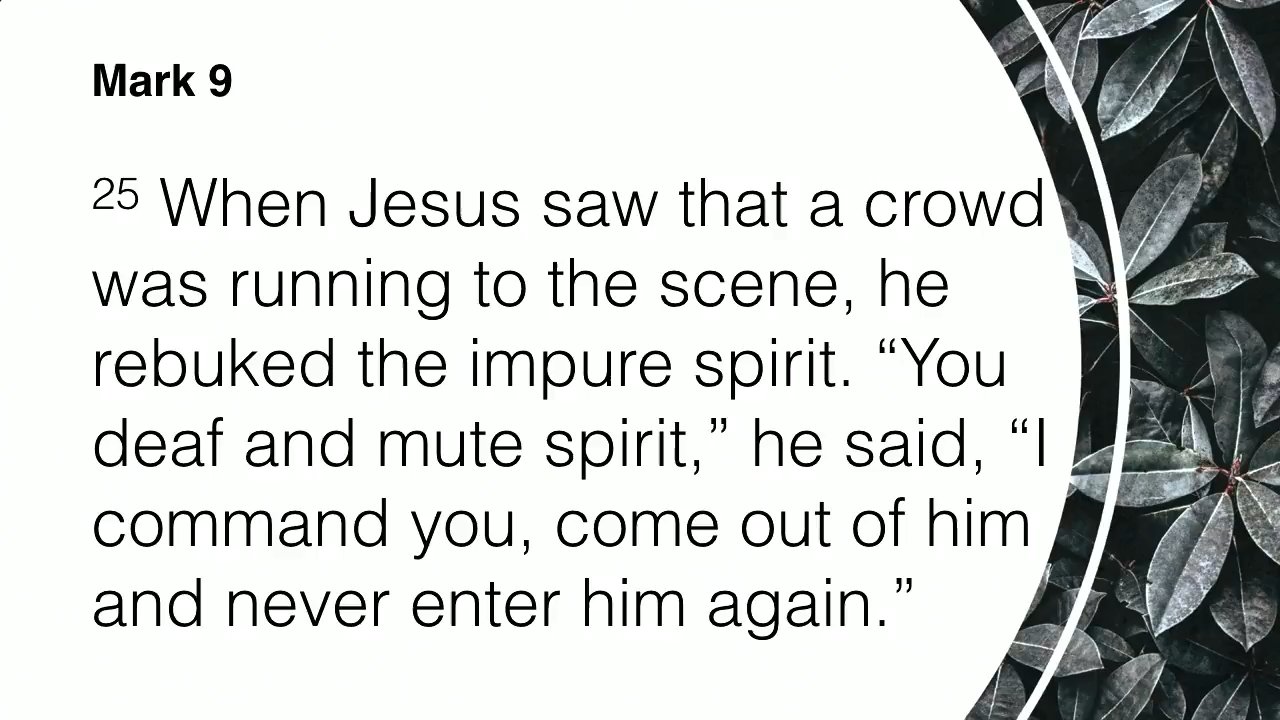 Mark 9
25 When Jesus saw that a crowd
was running to the scene, he
rebuked the impure spirit. “You
deaf and mute spirit,” he said, “I
command you, come out of him
and never enter him again.”